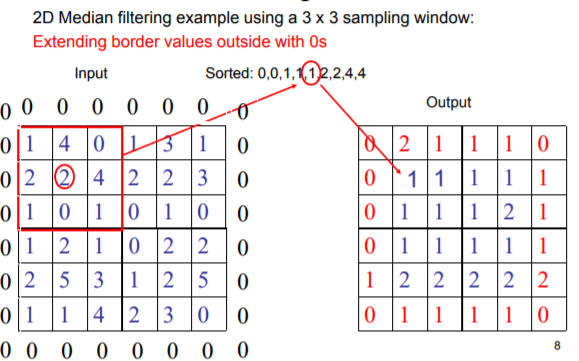 2D Median filtering example using a 3 x 3 sampling window:
Extending border values outside with 0s
Input
Sorted: 0,0,1,1,1,2,2,4,4
Output
0 0 0 0 0 0 0 0
0 1 4 0 1 3 1 0
0 2 2 4 2 2 3 0
0 1 0 1 0 1 0 0
0 1 2 1 0 2 2 0
0 2 5 3 1 2 5 0
0 1 1 4 2 3 0 0
0 0 0 0 0 0 0 0
0 2 1 1 1 0
0 1 1 1 1 1
0 1 1 1 2 1
0 1 1 1 1 1
1 2 2 2 2 2
0 1 1 1 1 0
8